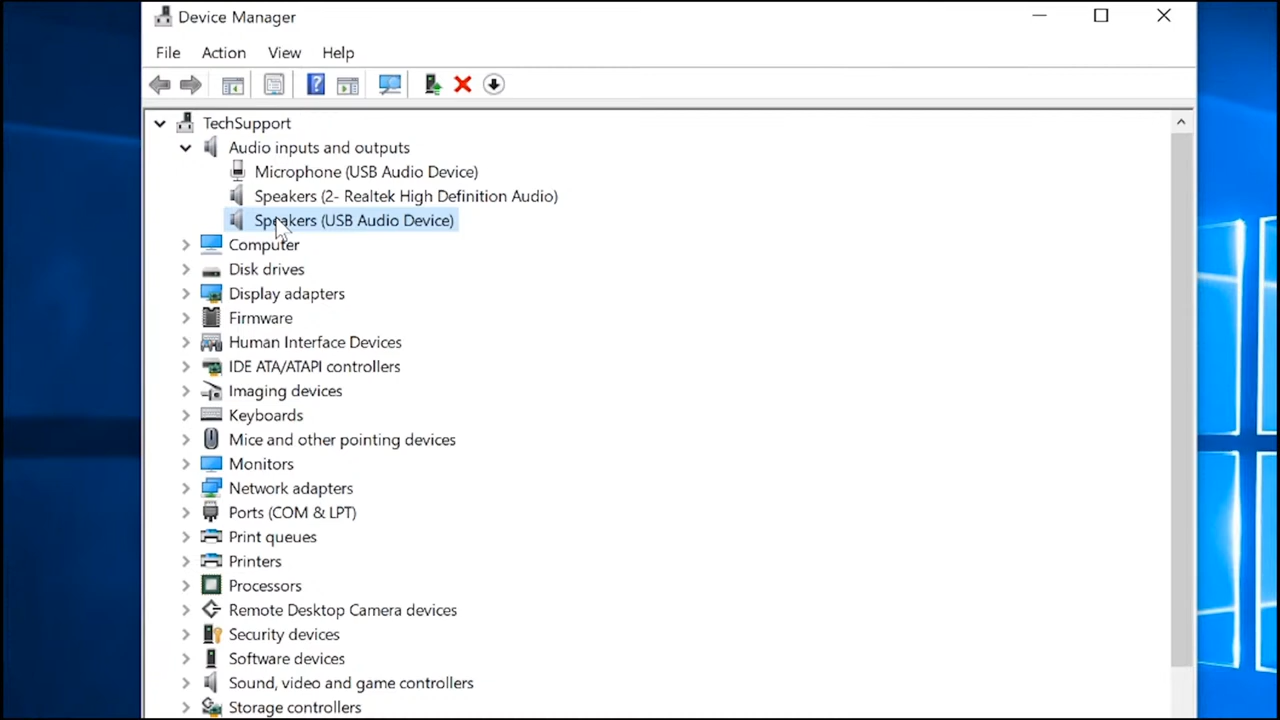 Device Manager
File Action View Help
TechSupport
Audio inputs and outputs
Microphone (USB Audio Device)
Speakers (2- Realtek High Definition Audio)
Speakers (USB Audio Device)
Computer
Disk drives
Display adapters
Firmware
Human Interface Devices
IDE ATA/ATAPI controllers
Imaging devices
Keyboards
Mice and other pointing devices
Monitors
Network adapters
Ports (COM & LPT)
Print queues
Printers
Processors
Remote Desktop Camera devices
Security devices
Software devices
Sound, video and game controllers
Storage controllers